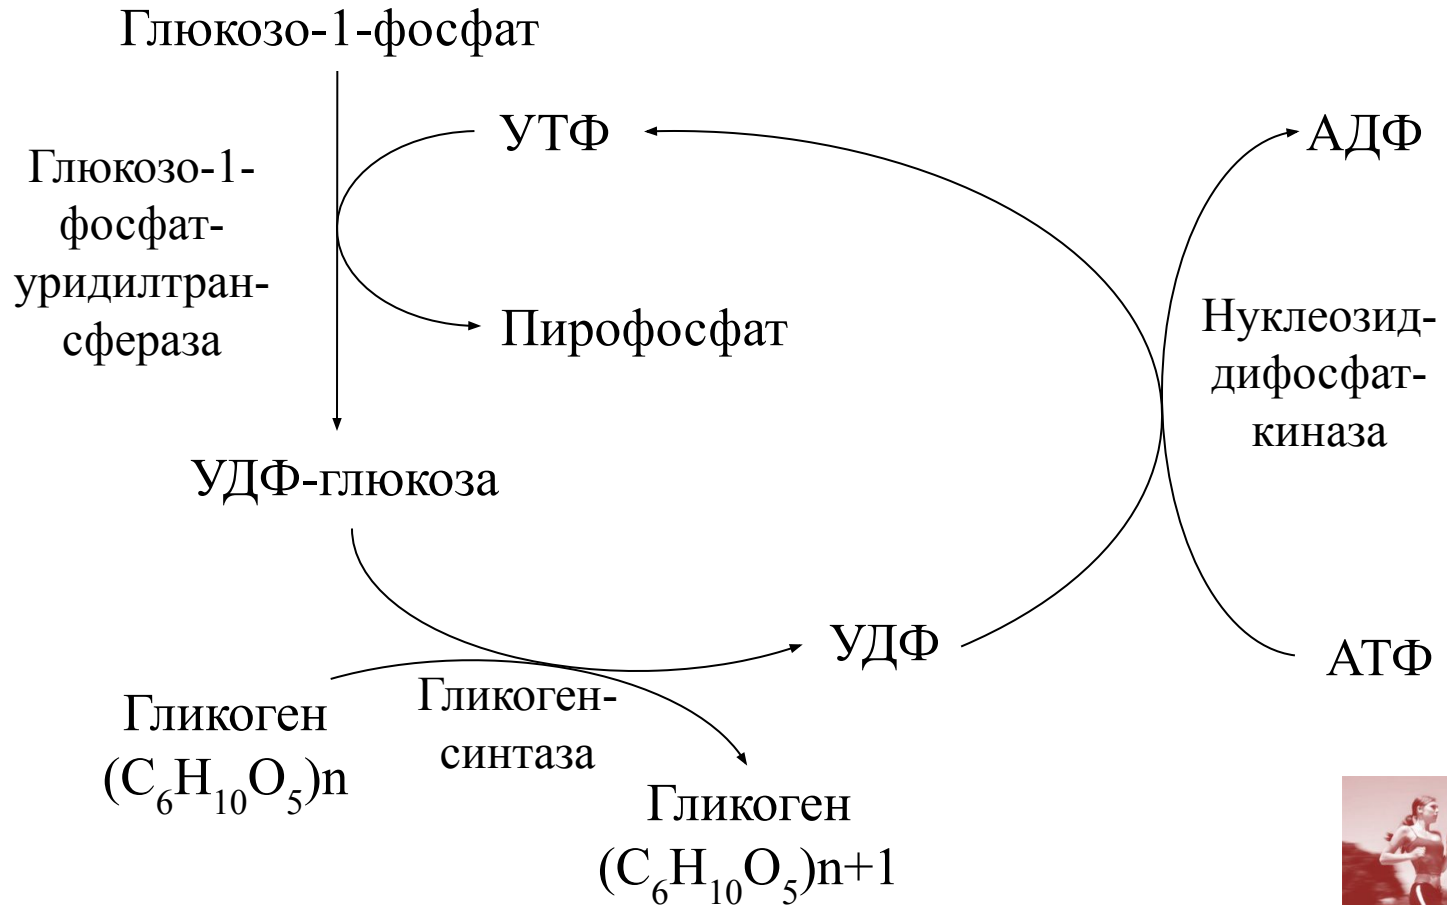 Глюкозо-1-фосфат
УТФ
АДФ
Глюкозо-1-
фосфат-
уридилтран-
сфераза
Пирофосфат
Нуклеозид-
дифосфат-
киназа
УДФ-глюкоза
УДФ
АТФ
Гликоген-
синтаза
Гликоген
(C₆H₁₀O₅)n
Гликоген
(C₆H₁₀O₅)n+1